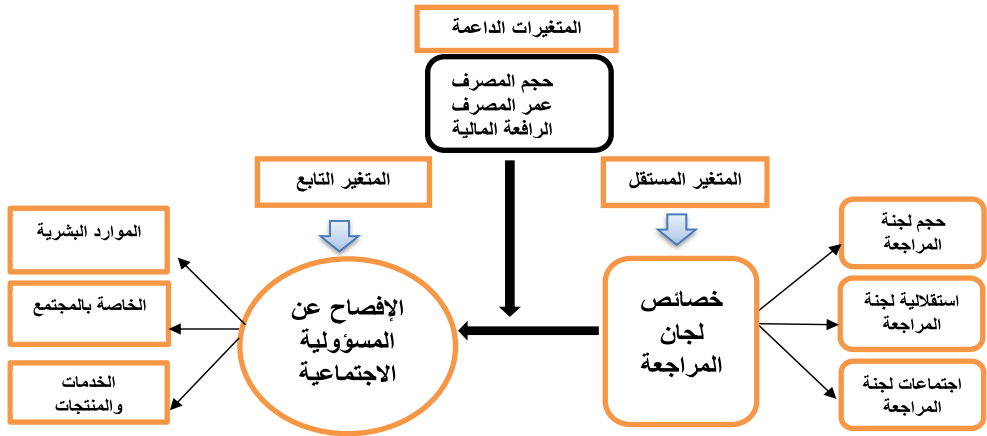 المتغيرات الداعمة
حجم المصرف
عمر المصرف
الرافعة المالية
المتغير المستقل
المتغير التابع
حجم لجنة
المراجعة
استقلالية لجنة
المراجعة
اجتماعات لجنة
المراجعة
خصائص
لجان
المراجعة
الإفصاح عن
المسؤولية
الاجتماعية
الموارد البشرية
الخاصة بالمجتمع
الخدمات
والمنتجات